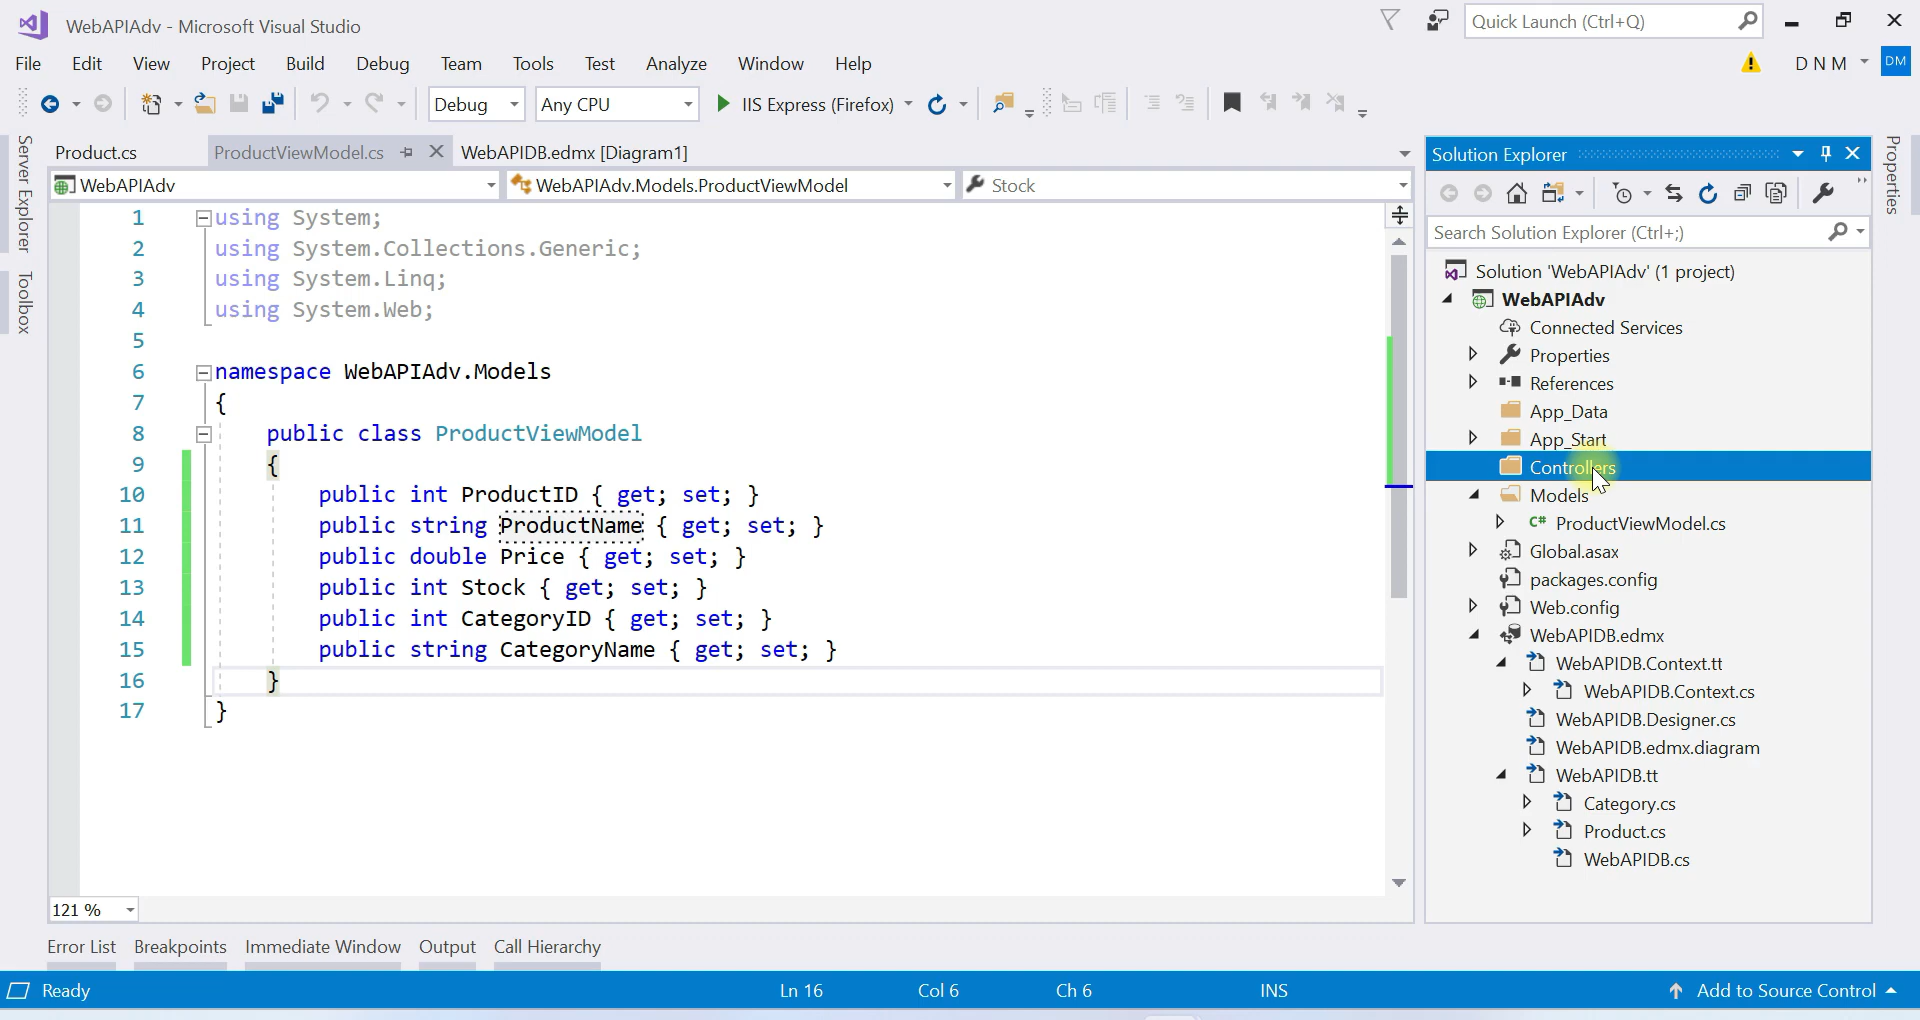 WebAPIAdv - Microsoft Visual Studio
Quick Launch (Ctrl+Q)
File Edit View Project Build Debug Team Tools Test Analyze Window Help
D N M DM
Debug Any CPU IIS Express (Firefox)
Server Explorer
Toolbox
Product.cs ProductViewModel.cs WebAPIDB.edmx [Diagram1]
WebAPIAdv WebAPIAdv.Models.ProductViewModel Stock
1 using System;
2 using System.Collections.Generic;
3 using System.Linq;
4 using System.Web;
5
6 namespace WebAPIAdv.Models
7 {
8 public class ProductViewModel
9 {
10 public int ProductID { get; set; }
11 public string ProductName { get; set; }
12 public double Price { get; set; }
13 public int Stock { get; set; }
14 public int CategoryID { get; set; }
15 public string CategoryName { get; set; }
16 }
17 }
121 %
Solution Explorer
Search Solution Explorer (Ctrl+;)
Solution 'WebAPIAdv' (1 project)
WebAPIAdv
Connected Services
Properties
References
App_Data
App_Start
Controllers
Models
C# ProductViewModel.cs
Global.asax
packages.config
Web.config
WebAPIDB.edmx
WebAPIDB.Context.tt
WebAPIDB.Context.cs
WebAPIDB.Designer.cs
WebAPIDB.edmx.diagram
WebAPIDB.tt
Category.cs
Product.cs
WebAPIDB.cs
Properties
Error List Breakpoints Immediate Window Output Call Hierarchy
Ready Ln 16 Col 6 Ch 6 INS Add to Source Control